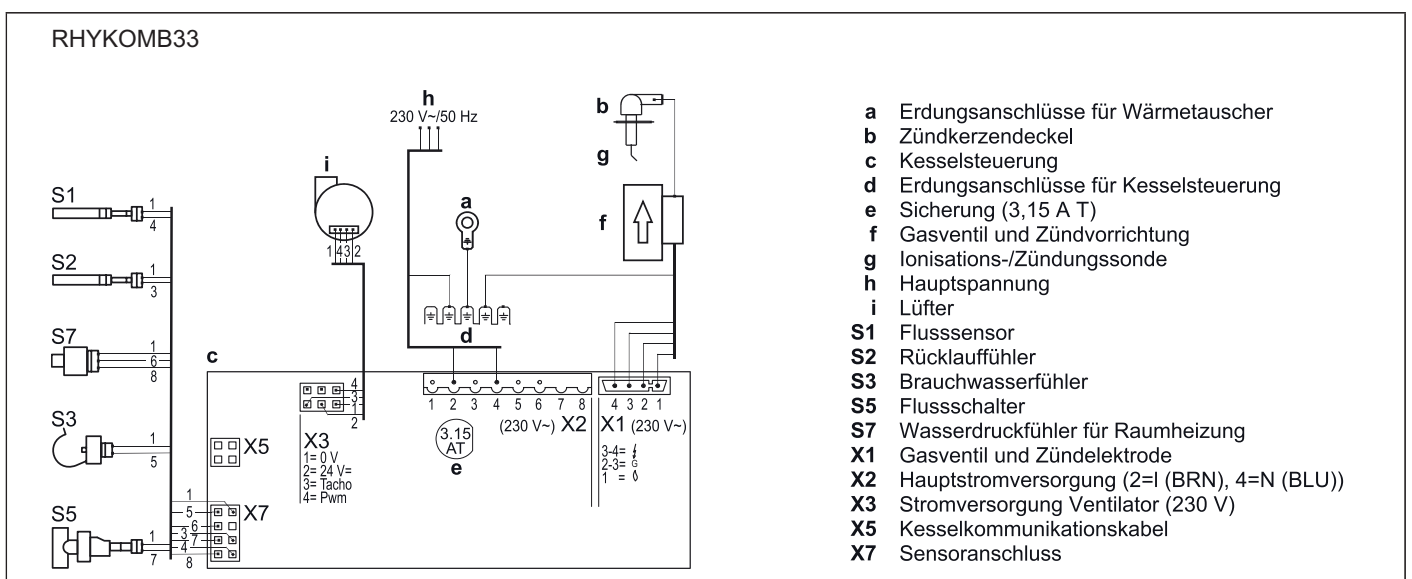 RHYKOMB33
h
230 V~/50 Hz
b
g
i
a
f
S1
1
4
1432
S2
1
3
d
S7
1
6
8
c
4
3
1
2
1 2 3 4 5 6 7 8
4 3 2 1
(230 V~) X2
X1 (230 V~)
3.15
AT
e
S3
1
5
X5
X3
1= 0 V
2= 24 V=
3= Tacho
4= Pwm
3-4=
2-3= G
1 =
S5
1
7
1
5
6
3
7
4
8
X7
a Erdungsanschlüsse für Wärmetauscher
b Zündkerzendeckel
c Kesselsteuerung
d Erdungsanschlüsse für Kesselsteuerung
e Sicherung (3,15 A T)
f Gasventil und Zündvorrichtung
g Ionisations-/Zündungssonde
h Hauptspannung
i Lüfter
S1 Flusssensor
S2 Rücklauffühler
S3 Brauchwasserfühler
S5 Flussschalter
S7 Wasserdruckfühler für Raumheizung
X1 Gasventil und Zündelektrode
X2 Hauptstromversorgung (2=l (BRN), 4=N (BLU))
X3 Stromversorgung Ventilator (230 V)
X5 Kesselkommunikationskabel
X7 Sensoranschluss